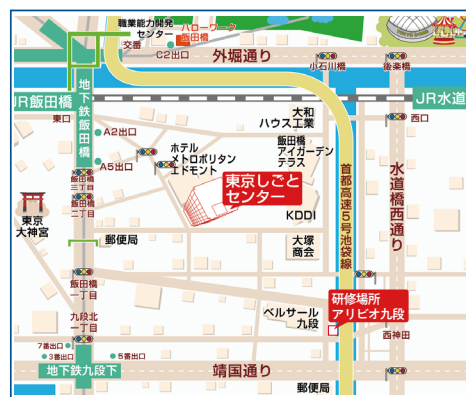 職業能力開発
センター
ハローワーク
飯田橋
交番
C2出口
外堀通り
小石川橋
後楽橋
JR飯田橋
地下鉄飯田橋
JR水道
東口
A2出口
大和
ハウス工業
西口
ホテル
メトロポリタン
エドモント
飯田橋
アイガーデン
テラス
A5出口
飯田橋
三丁目
東京しごと
センター
首都高速5号池袋線
水道橋西通り
飯田橋
二丁目
東京
大神宮
KDDI
郵便局
大塚
商会
飯田橋
一丁目
研修場所
アリビオ九段
ベルサール
九段
九段北
一丁目
西神田
7番出口
3番出口
5番出口
地下鉄九段下
靖国通り
郵便局